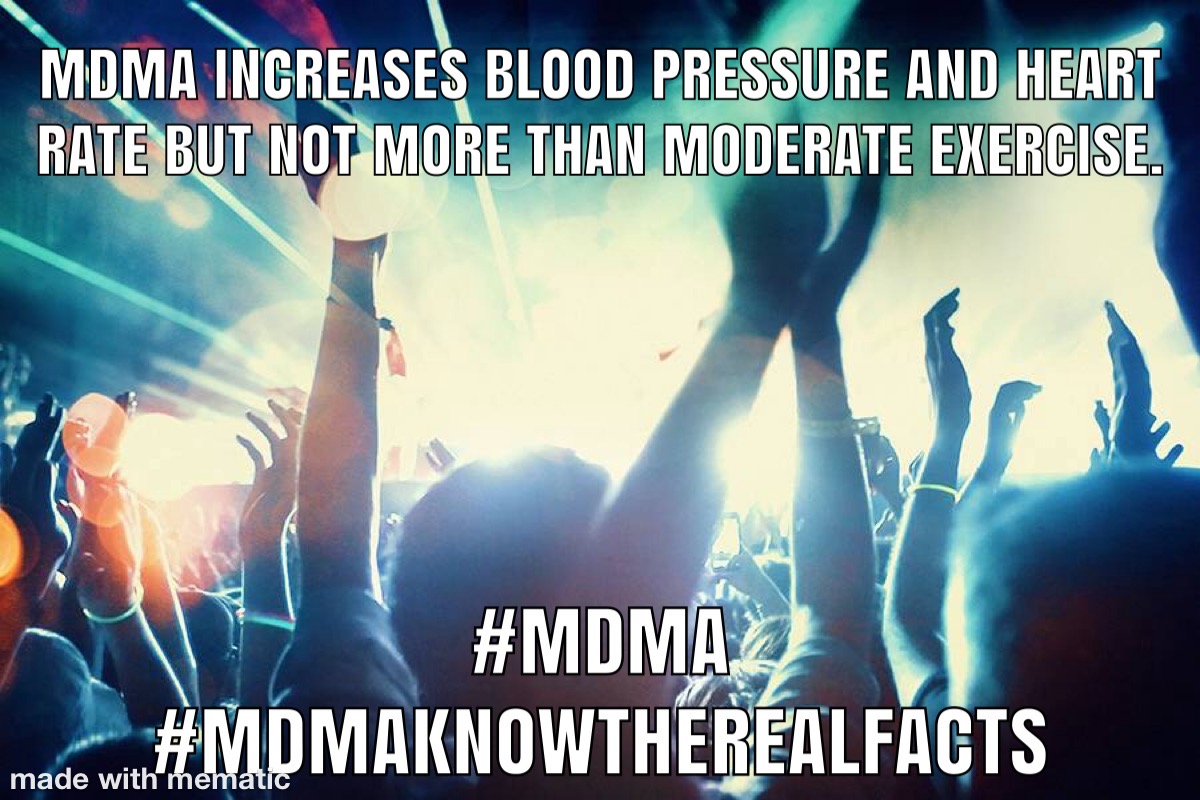 MDMA INCREASES BLOOD PRESSURE AND HEART
RATE BUT NOT MORE THAN MODERATE EXERCISE.
#MDMA
#MDMAKNOWTHEREALFACTS
made with mematic